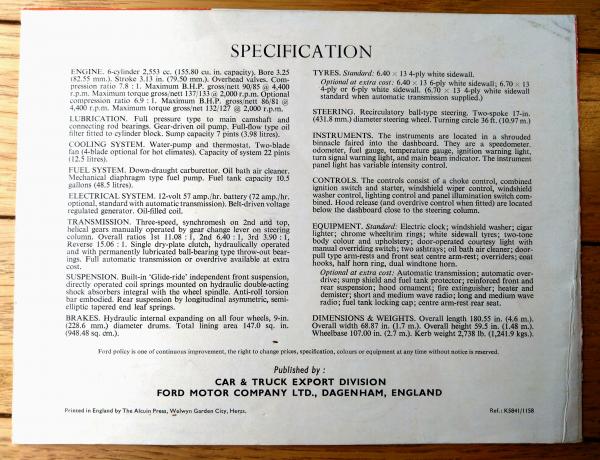 SPECIFICATION
ENGINE. 6-cylinder 2,553 cc. (155.80 cu. in. capacity). Bore 3.25
(82.55 mm.). Stroke 3.13 in. (79.50 mm.). Overhead valves. Com-
pression ratio 7.8 : 1. Maximum B.H.P. gross/nett 90/85 @ 4,400
r.p.m. Maximum torque gross/nett 137/133 @ 2,000 r.p.m. Optional
compression ratio 6.9 : 1. Maximum B.H.P. gross/nett 86/81 @
4,400 r.p.m. Maximum torque gross/nett 132/127 @ 2,000 r.p.m.
LUBRICATION. Full pressure type to main camshaft and
connecting rod bearings. Gear-driven oil pump. Full-flow type oil
filter fitted to cylinder block. Sump capacity 7 pints (3.98 litres).
COOLING SYSTEM. Water-pump and thermostat. Two-blade
fan (4-blade optional for hot climates). Capacity of system 22 pints
(12.5 litres).
FUEL SYSTEM. Down-draught carburettor. Oil bath air cleaner.
Mechanical diaphragm type fuel pump. Fuel tank capacity 10.5
gallons (48.5 litres).
ELECTRICAL SYSTEM. 12-volt 57 amp./hr. battery (72 amp./hr.
optional, standard with automatic transmission). Belt-driven voltage
regulated generator. Oil-filled coil.
TRANSMISSION. Three-speed, synchromesh on 2nd and top,
helical gears manually operated by gear change lever on steering
column. Overall ratios 1st 11.08 : 1, 2nd 6.40 : 1, 3rd 3.90 : 1,
Reverse 15.06 : 1. Single dry-plate clutch, hydraulically operated
and with permanently lubricated ball-bearing type throw-out bear-
ings. Full automatic transmission or overdrive available at extra
cost.
SUSPENSION. Built-in 'Glide-ride' independent front suspension,
directly operated coil springs mounted on hydraulic double-acting
shock absorbers integral with the wheel spindle. Anti-roll torsion
bar embodied. Rear suspension by longitudinal asymmetric, semi-
elliptic tapered end leaf springs.
BRAKES. Hydraulic internal expanding on all four wheels, 9-in.
(228.6 mm.) diameter drums. Total lining area 147.0 sq. in.
(948.48 sq. cm.).
TYRES. Standard: 6.40 × 13 4-ply white sidewall.
Optional at extra cost: 6.40 × 13 6-ply white sidewall; 6.70 × 13
4-ply or 6-ply white sidewall. (6.70 × 13 4-ply white sidewall
standard when automatic transmission supplied.)
STEERING. Recirculatory ball-type steering. Two-spoke 17-in.
(431.8 mm.) diameter steering wheel. Turning circle 36 ft. (10.97 m.)
INSTRUMENTS. The instruments are located in a shrouded
binnacle faired into the dashboard. They are a speedometer,
odometer, fuel gauge, temperature gauge, ignition warning light,
turn signal warning light, and main beam indicator. The instrument
panel light has variable intensity control.
CONTROLS. The controls consist of a choke control, combined
ignition switch and starter, windshield wiper control, windshield
washer control, lighting control and panel illumination switch com-
bined. Hood release (and overdrive control when fitted) are located
below the dashboard close to the steering column.
EQUIPMENT. Standard: Electric clock; windshield washer; cigar
lighter; chrome wheeltrim rings; white sidewall tyres; two-tone
body colour and upholstery; door-operated courtesy light with
manual overriding switch; two ashtrays; oil bath air cleaner; door-
pull type arm-rests and front seat centre arm-rest; overriders; coat
hooks, half horn ring, dual windtone horn.
Optional at extra cost: Automatic transmission; automatic over-
drive; sump shield and fuel tank protector; reinforced front and
rear suspension; hood ornament; fire extinguisher; heater and
demister; short and medium wave radio; long and medium wave
radio; fuel tank locking cap; centre arm-rest rear seat.
DIMENSIONS & WEIGHTS. Overall length 180.55 in. (4.6 m.).
Overall width 68.87 in. (1.7 m.). Overall height 59.5 in. (1.48 m.).
Wheelbase 107.00 in. (2.7 m.). Kerb weight 2,738 lb. (1,241.9 kgs.).
Ford policy is one of continuous improvement, the right to change prices, specification, colours or equipment at any time without notice is reserved.
Published by :
CAR & TRUCK EXPORT DIVISION
FORD MOTOR COMPANY LTD., DAGENHAM, ENGLAND
Printed in England by The Alcuin Press, Welwyn Garden City, Herts.
Ref.: K5841/1158